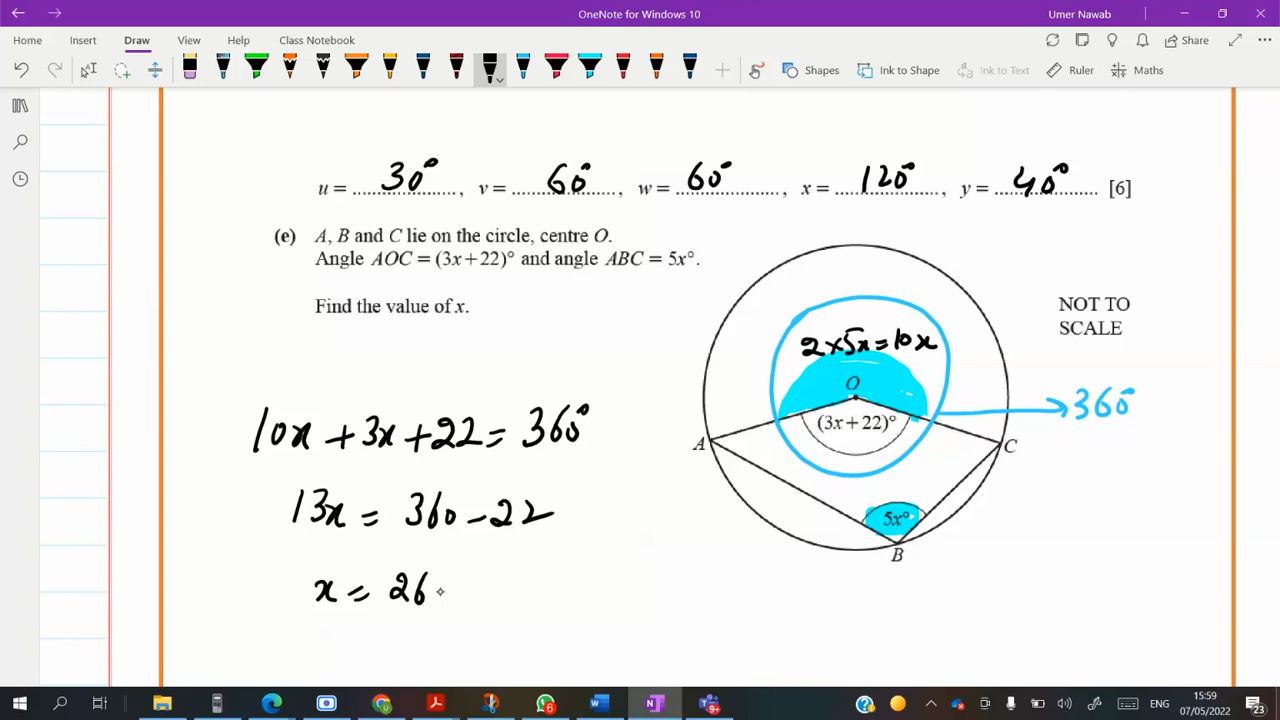 OneNote for Windows 10
Umer Nawab
Home Insert Draw View Help Class Notebook
Share
Shapes Ink to Shape Ink to Text Ruler Maths
u = 30° , v = 60° , w = 60° , x = 120° , y = 40° [6]
(e) A, B and C lie on the circle, centre O.
Angle AOC = (3x+22)° and angle ABC = 5x°.
Find the value of x.
NOT TO
SCALE
2×5x=10x
O
(3x+22)°
→360°
A
C
5x°
B
10x + 3x + 22 = 360°
13x = 360 - 22
x = 26
6
9+
ENG
15:59
07/05/2022
23